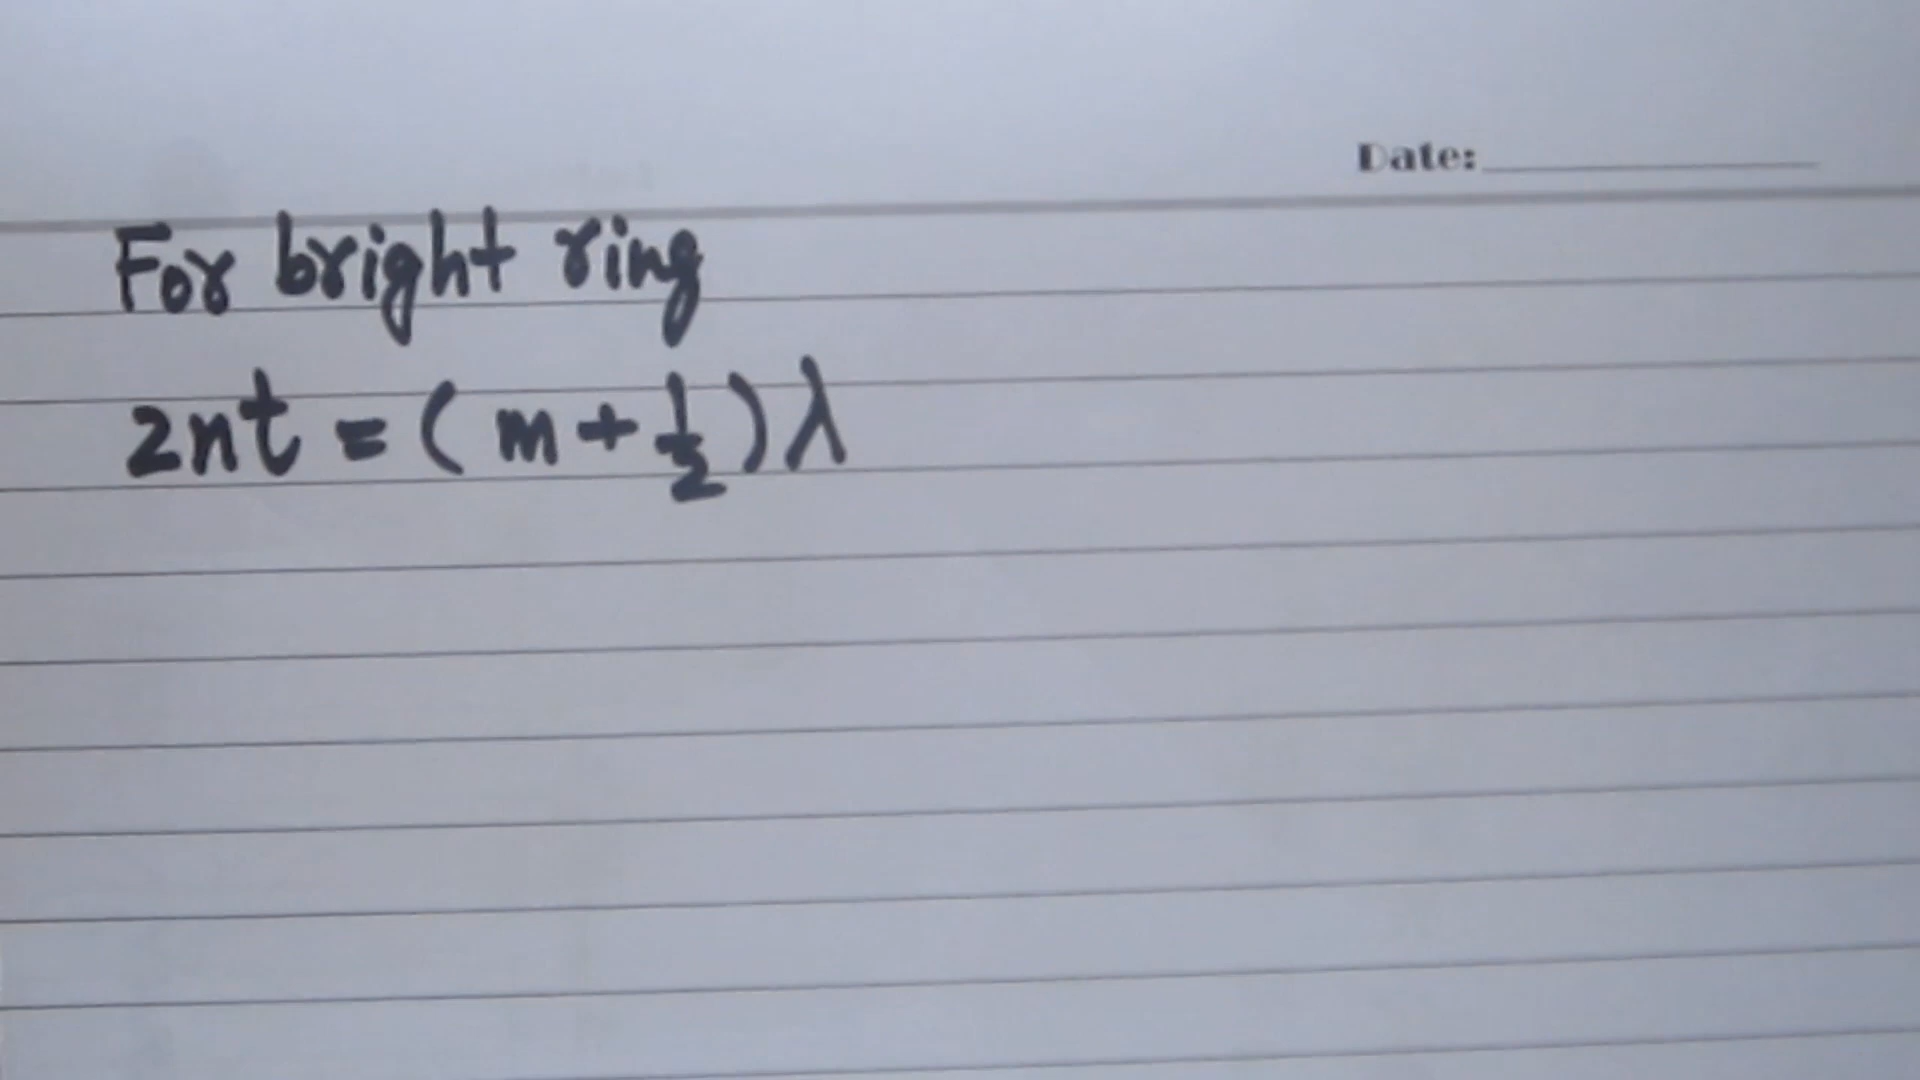 Date:
For bright ring
2nt = (m + 1/2) λ